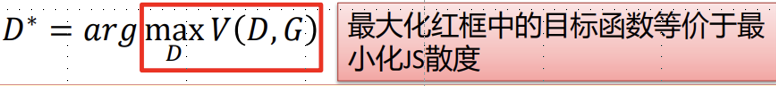 D* = arg max V(D, G)
D
最大化红框中的目标函数等价于最
小化JS散度